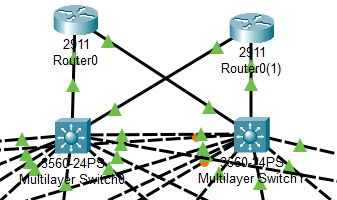 2911
Router0
2911
Router0(1)
3560-24PS
Multilayer Switch0
3560-24PS
Multilayer Switch1